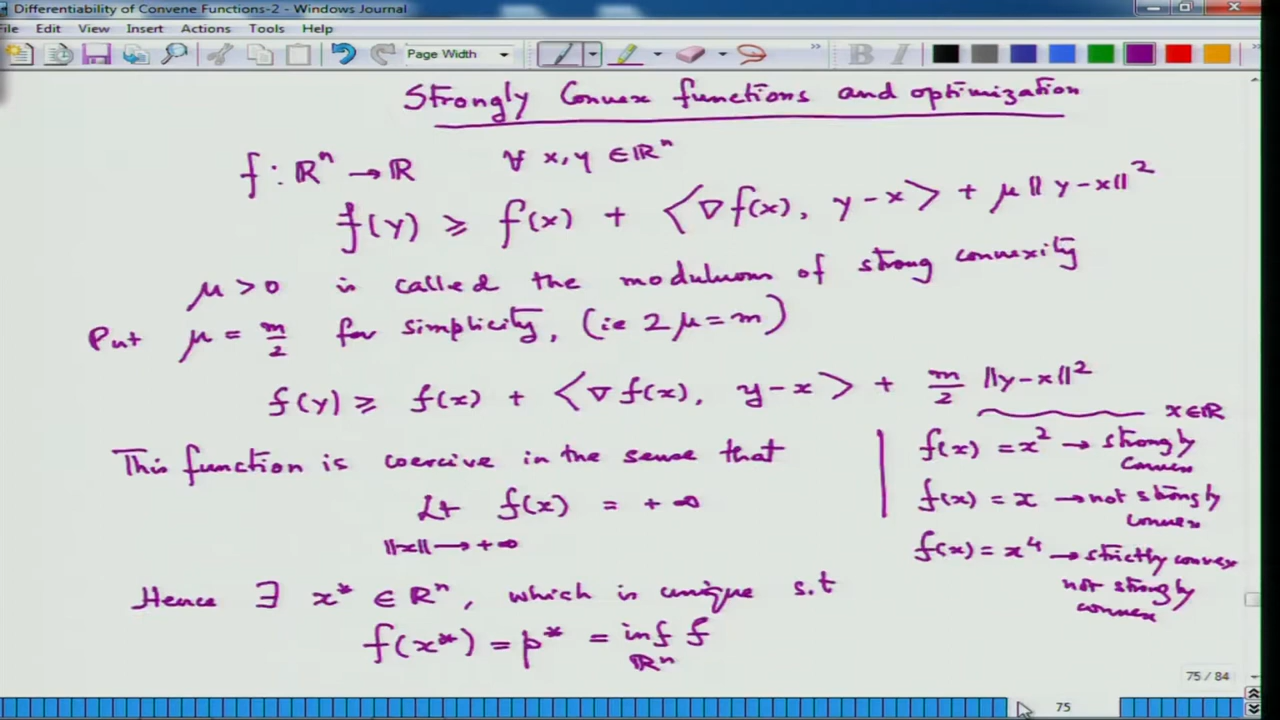 Differentiability of Convene Functions-2 - Windows Journal
File Edit View Insert Actions Tools Help
Page Width
Strongly Convex functions and optimization
f : ℝⁿ → ℝ ∀ x, y ∈ ℝⁿ
f(y) ≥ f(x) + ⟨∇f(x), y-x⟩ + μ‖y-x‖²
μ > 0 is called the moduluom of strong convexity
Put μ = m/2 for simplicity, (ie 2μ = m)
f(y) ≥ f(x) + ⟨∇f(x), y-x⟩ + m/2 ‖y-x‖²
This function is coercive in the sense that
Lt f(x) = +∞
‖x‖ → +∞
Hence ∃ x* ∈ ℝⁿ, which is unique s.t
f(x*) = p* = inf f
ℝⁿ
x ∈ ℝ
f(x) = x² → strongly
convex
f(x) = x → not strongly
convex
f(x) = x⁴ → strictly convex
not strongly
convex
75 / 84
75